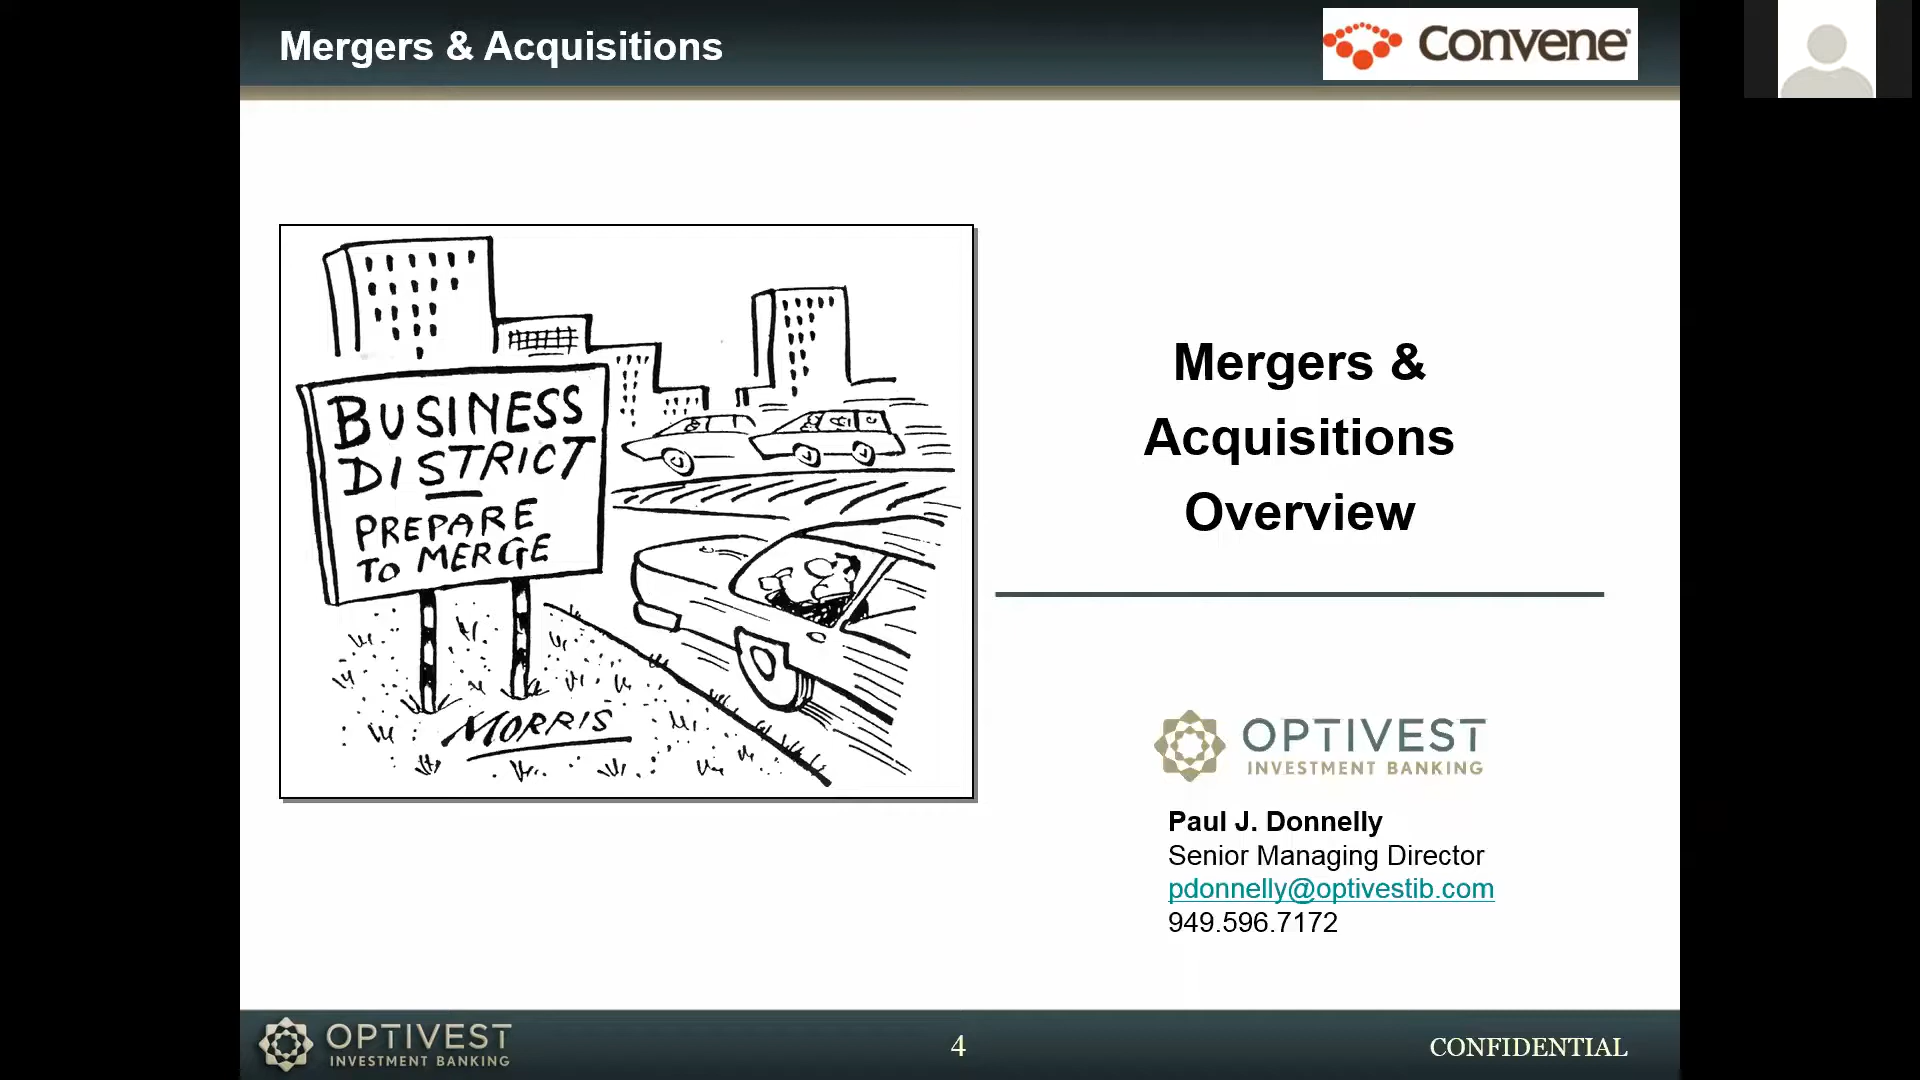 Mergers & Acquisitions
Convene
BUSINESS
DISTRICT
PREPARE
TO MERGE
MORRIS
Mergers &
Acquisitions
Overview
OPTIVEST
INVESTMENT BANKING
Paul J. Donnelly
Senior Managing Director
pdonnelly@optivestib.com
949.596.7172
OPTIVEST
INVESTMENT BANKING
4
CONFIDENTIAL